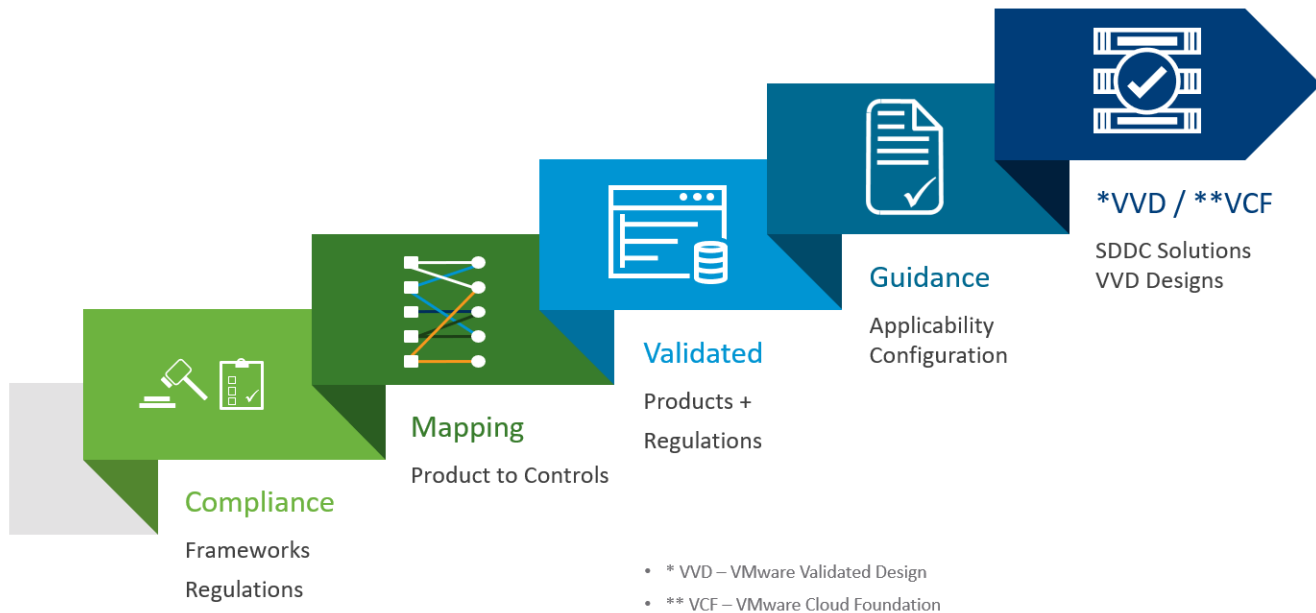 Compliance
Frameworks
Regulations
Mapping
Product to Controls
Validated
Products +
Regulations
Guidance
Applicability
Configuration
*VVD / **VCF
SDDC Solutions
VVD Designs
• * VVD – VMware Validated Design
• ** VCF – VMware Cloud Foundation